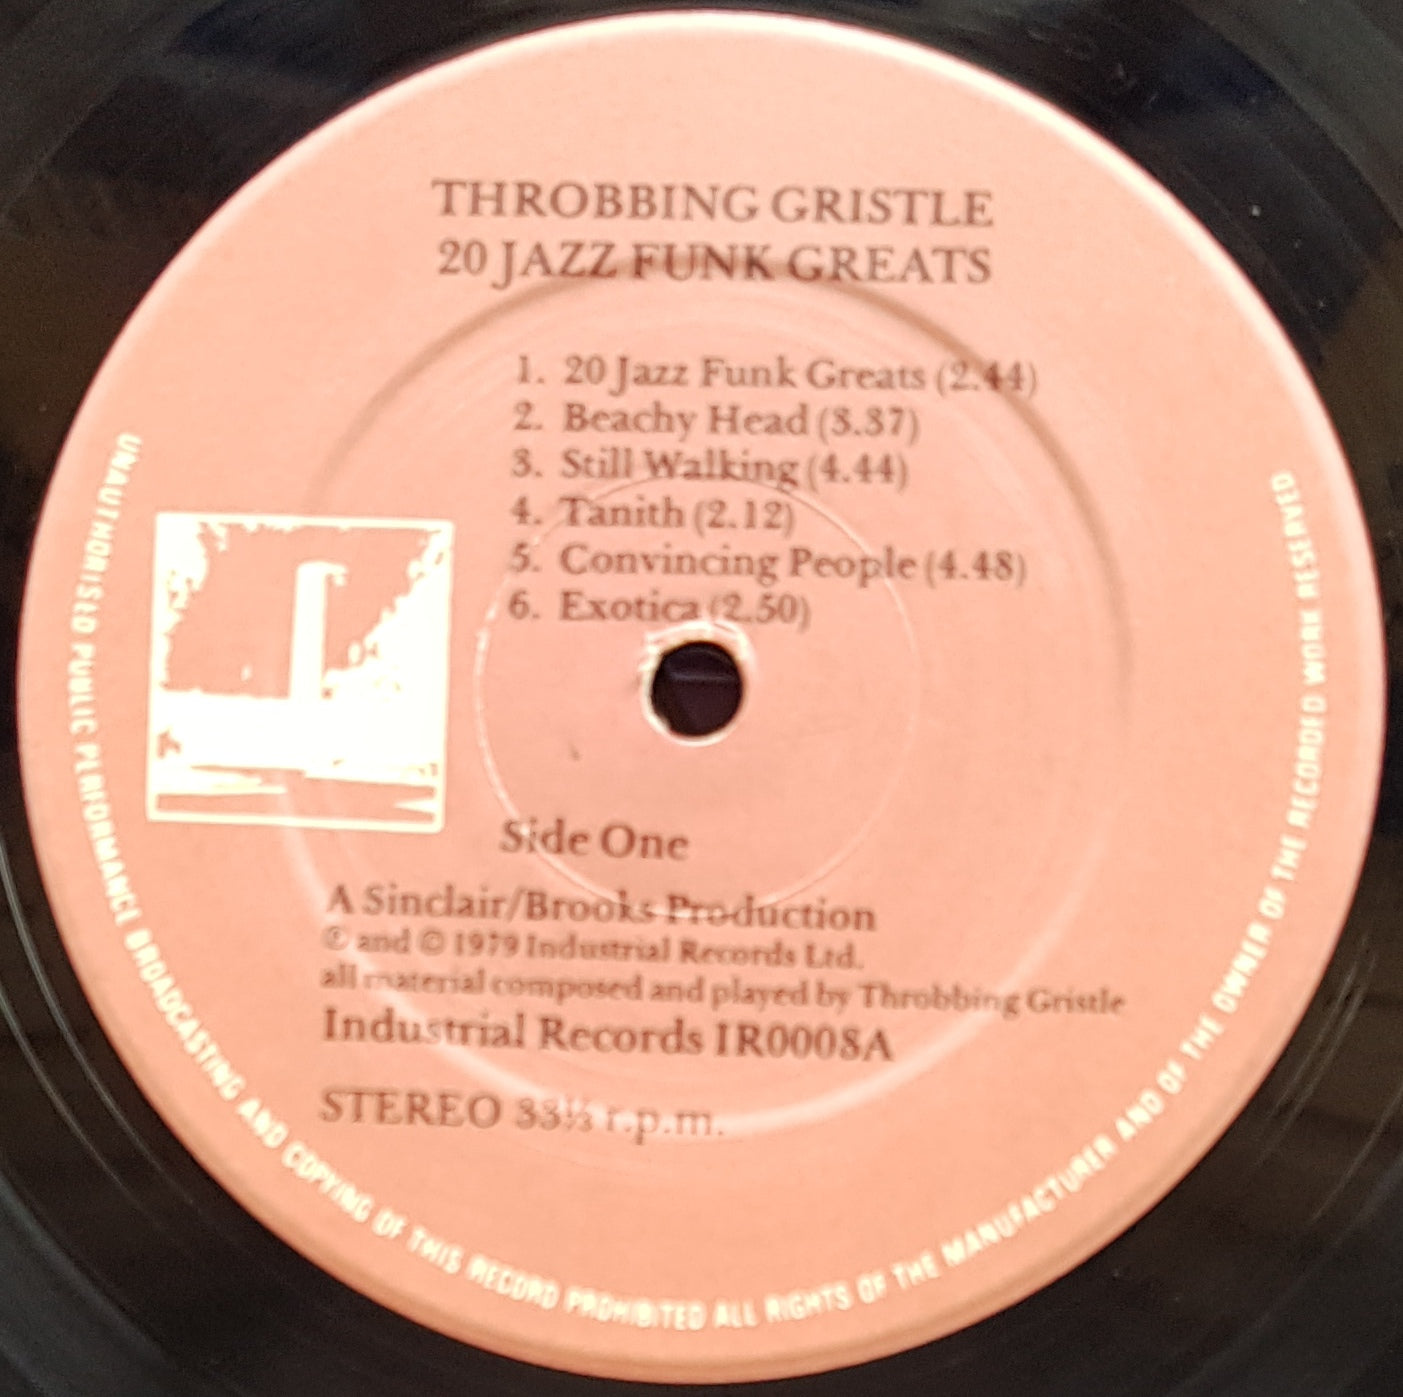 THROBBING GRISTLE
20 JAZZ FUNK GREATS
1. 20 Jazz Funk Greats (2.44)
2. Beachy Head (3.37)
3. Still Walking (4.44)
4. Tanith (2.12)
5. Convincing People (4.48)
6. Exotica (2.50)
Side One
A Sinclair/Brooks Production
℗ and © 1979 Industrial Records Ltd.
all material composed and played by Throbbing Gristle
Industrial Records IR0008A
STEREO 33⅓ r.p.m.
UNAUTHORISED PUBLIC PERFORMANCE BROADCASTING AND COPYING OF THIS RECORD PROHIBITED ALL RIGHTS OF THE MANUFACTURER AND OF THE OWNER OF THE RECORDED WORK RESERVED